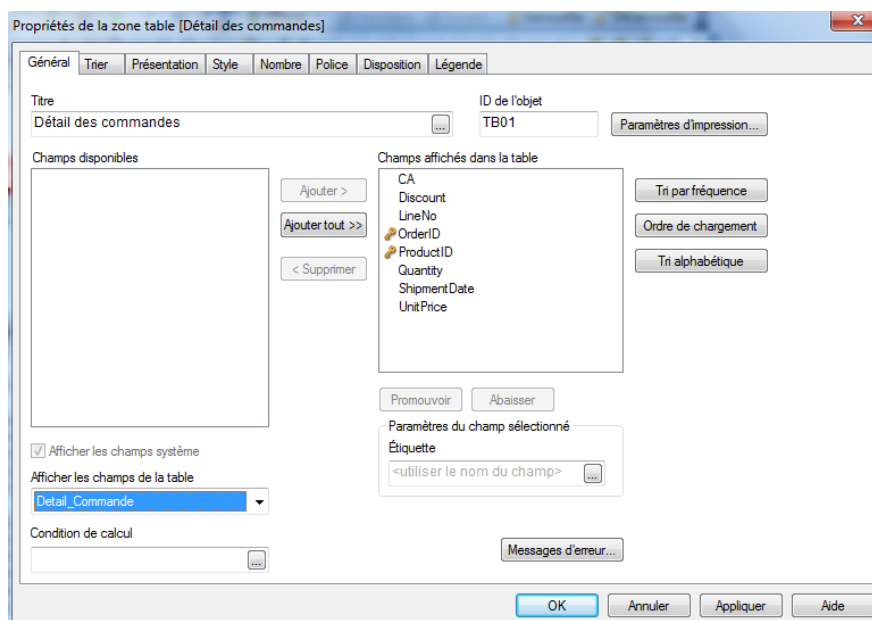 Propriétés de la zone table [Détail des commandes]
Général Trier Présentation Style Nombre Police Disposition Légende
Titre
ID de l'objet
Détail des commandes
...
TB01
Paramètres d'impression...
Champs disponibles
Champs affichés dans la table
Ajouter >
Ajouter tout >>
< Supprimer
CA
Discount
LineNo
OrderID
ProductID
Quantity
ShipmentDate
UnitPrice
Tri par fréquence
Ordre de chargement
Tri alphabétique
Promouvoir
Abaisser
Paramètres du champ sélectionné
Étiquette
<utiliser le nom du champ>
...
Afficher les champs système
Afficher les champs de la table
Detail_Commande
Condition de calcul
...
Messages d'erreur...
OK
Annuler
Appliquer
Aide